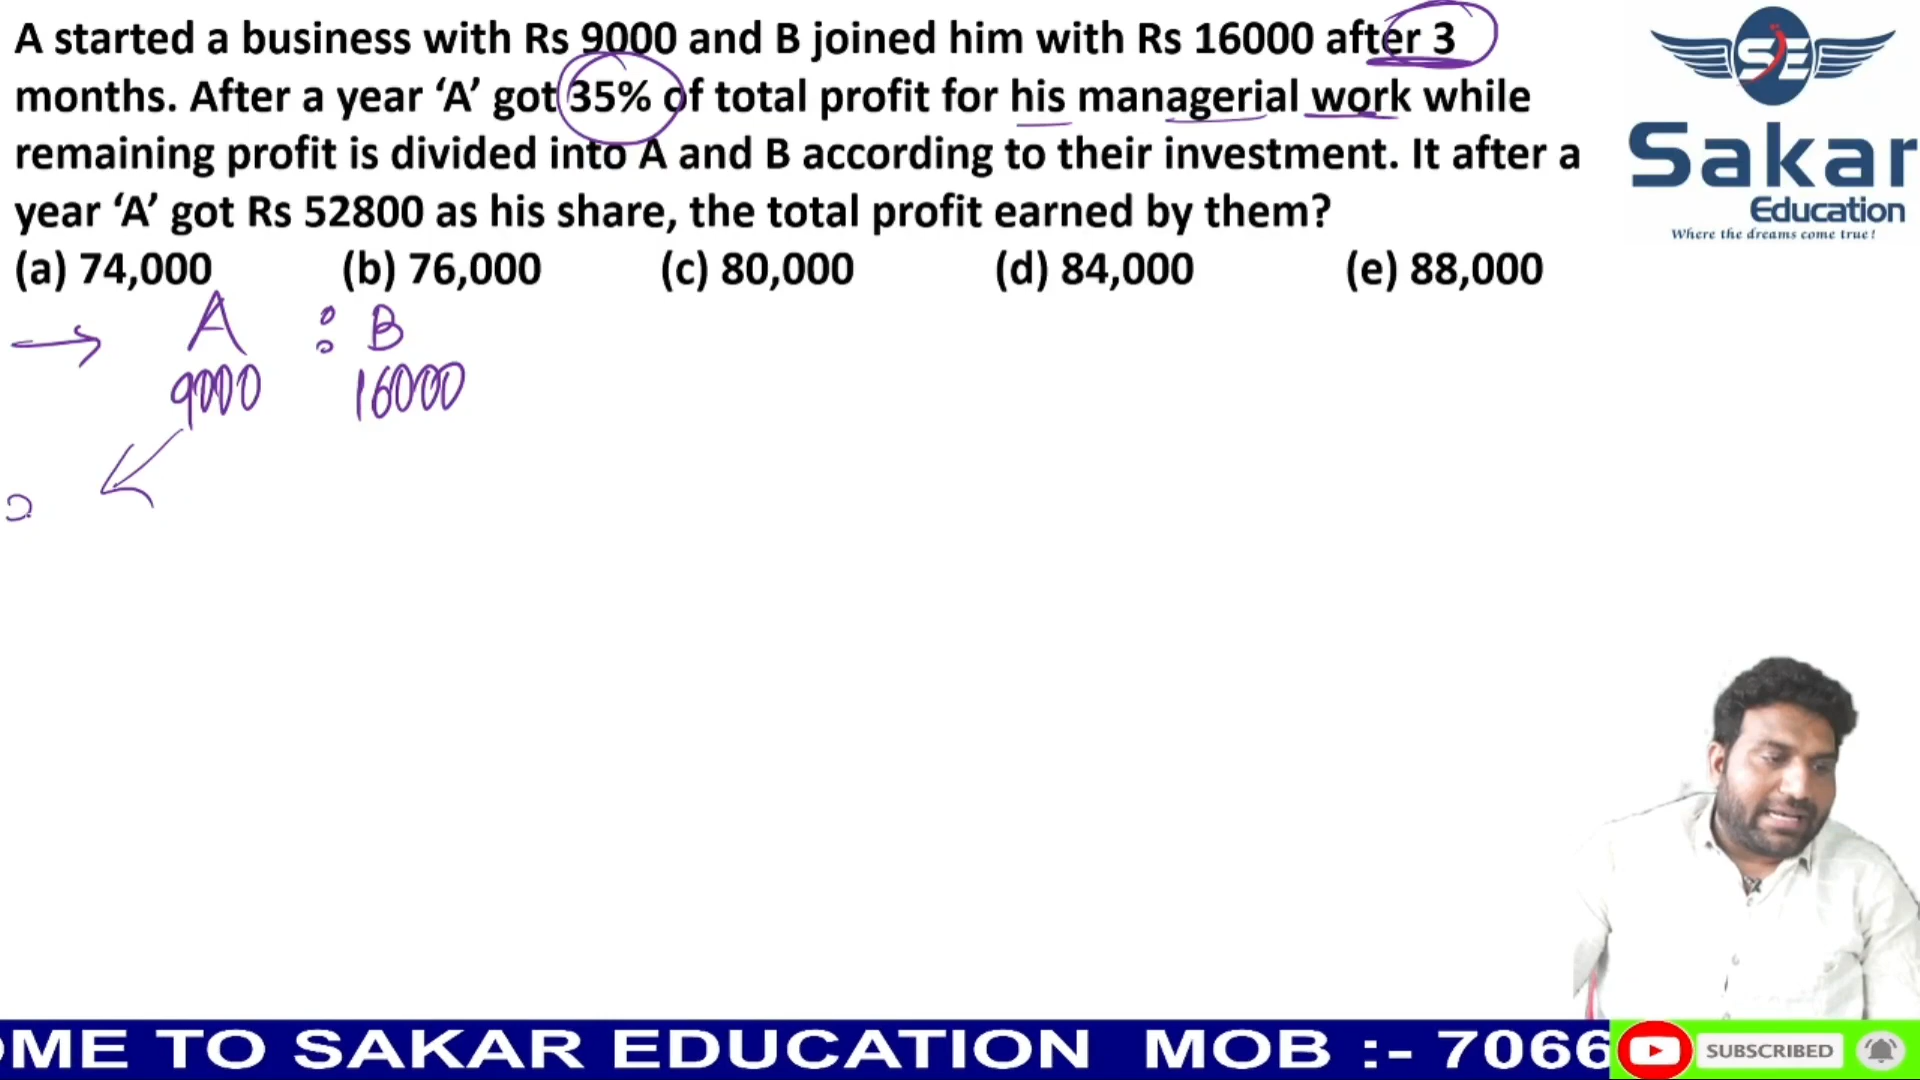 A started a business with Rs 9000 and B joined him with Rs 16000 after 3
months. After a year ‘A’ got 35% of total profit for his managerial work while
remaining profit is divided into A and B according to their investment. It after a
year ‘A’ got Rs 52800 as his share, the total profit earned by them?
(a) 74,000 (b) 76,000 (c) 80,000 (d) 84,000 (e) 88,000
SE
Sakar
Education
Where the dreams come true!
A : B
9000 16000
OME TO SAKAR EDUCATION MOB :- 7066
SUBSCRIBED